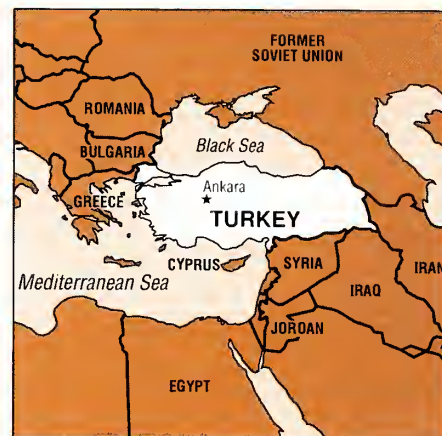 FORMER
SOVIET UNION
ROMANIA
Black Sea
BULGARIA
Ankara
GREECE
TURKEY
CYPRUS
SYRIA
IRAN
Mediterranean Sea
IRAQ
JORDAN
EGYPT